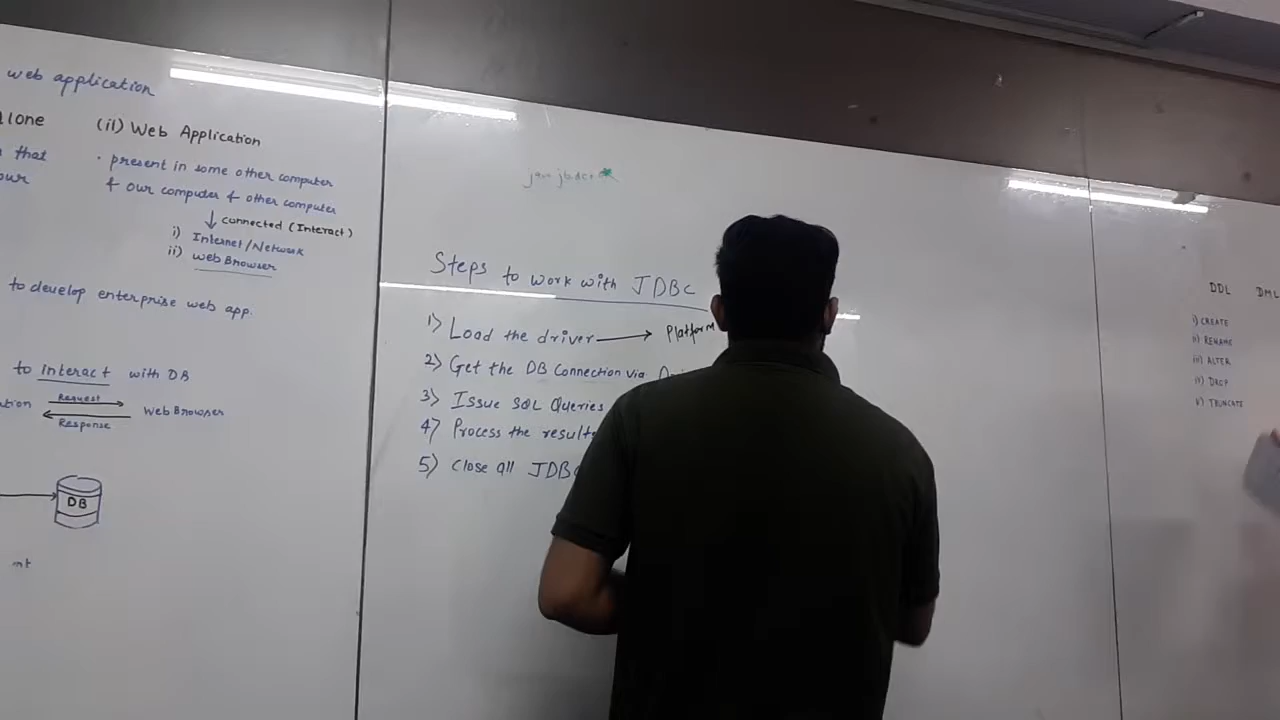 web application
lone
(ii) Web Application
that
our
• present in some other computer
& our computer & other computer
↓ connected (Interact)
i) Internet/Network
ii) web Browser
to develop enterprise web app.
to Interact with DB
Request
Web Browser
Response
DB
Steps to work with JDBC
1) Load the driver → Platform
2) Get the DB Connection via
3) Issue SQL Queries
4) Process the results
5) Close all JDBC
DDL DML
i) CREATE
ii) RENAME
iii) ALTER
iv) DROP
v) TRUNCATE